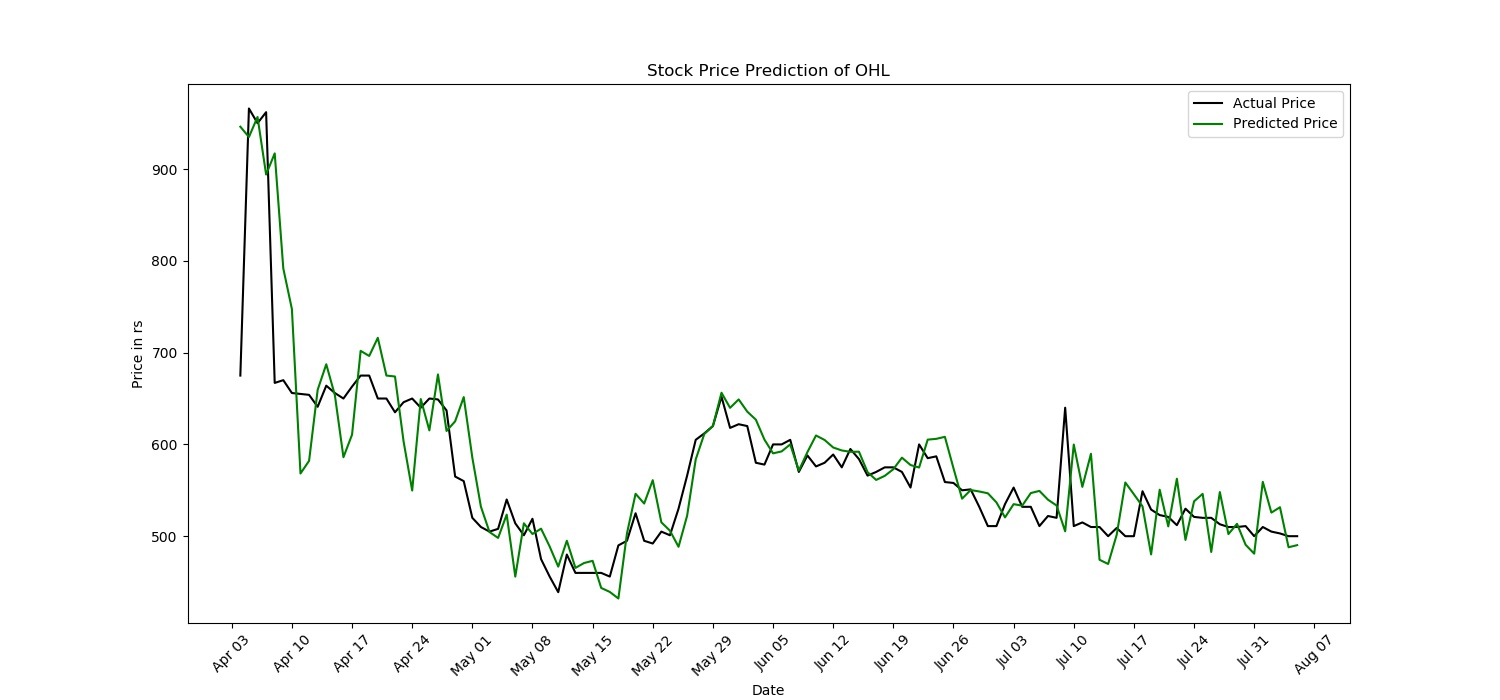 Stock Price Prediction of OHL
Actual Price
Predicted Price
Price in rs
900
800
700
600
500
Apr 03
Apr 10
Apr 17
Apr 24
May 01
May 08
May 15
May 22
May 29
Jun 05
Jun 12
Jun 19
Jun 26
Jul 03
Jul 10
Jul 17
Jul 24
Jul 31
Aug 07
Date